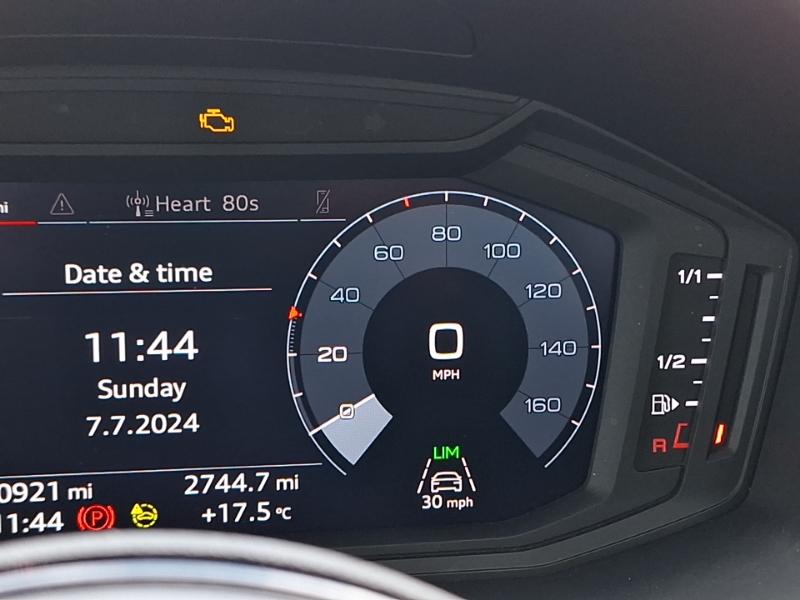 mi
Heart 80s
Date & time
11:44
Sunday
7.7.2024
0921 mi
2744.7 mi
11:44
P
+17.5 °C
0
20
40
60
80
100
120
140
160
0
MPH
LIM
30 mph
1/1
1/2
R